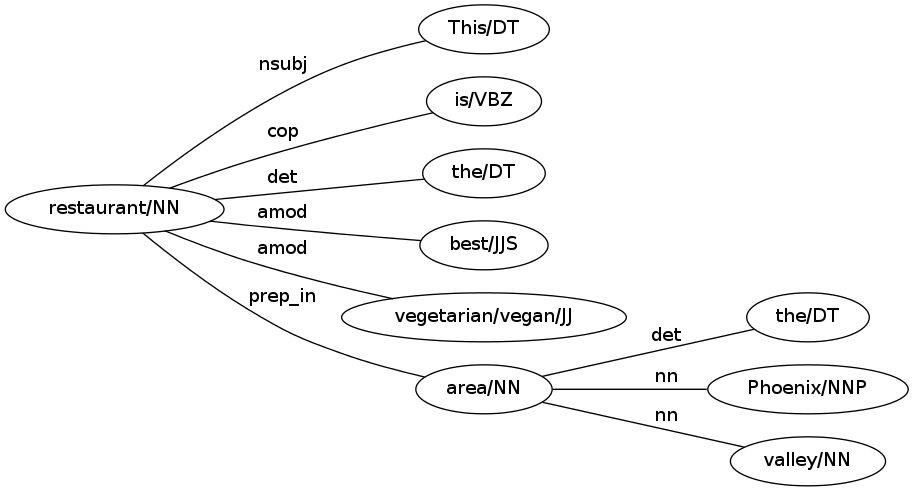 This/DT
nsubj
is/VBZ
cop
the/DT
det
restaurant/NN
amod
best/JJS
amod
prep_in
vegetarian/vegan/JJ
the/DT
det
area/NN
nn
Phoenix/NNP
nn
valley/NN